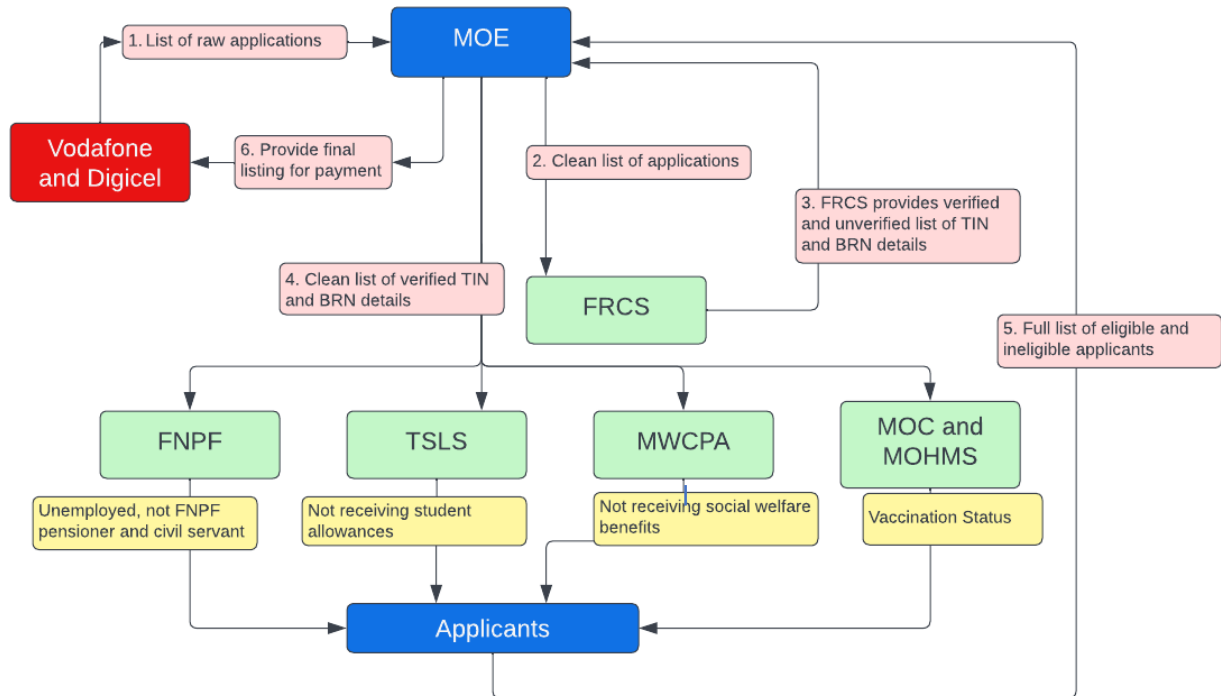 1. List of raw applications
MOE
Vodafone
and Digicel
6. Provide final
listing for payment
2. Clean list of applications
3. FRCS provides verified
and unverified list of TIN
and BRN details
4. Clean list of verified TIN
and BRN details
FRCS
5. Full list of eligible and
ineligible applicants
FNPF
TSLS
MWCPA
MOC and
MOHMS
Unemployed, not FNPF
pensioner and civil servant
Not receiving student
allowances
Not receiving social welfare
benefits
Vaccination Status
Applicants